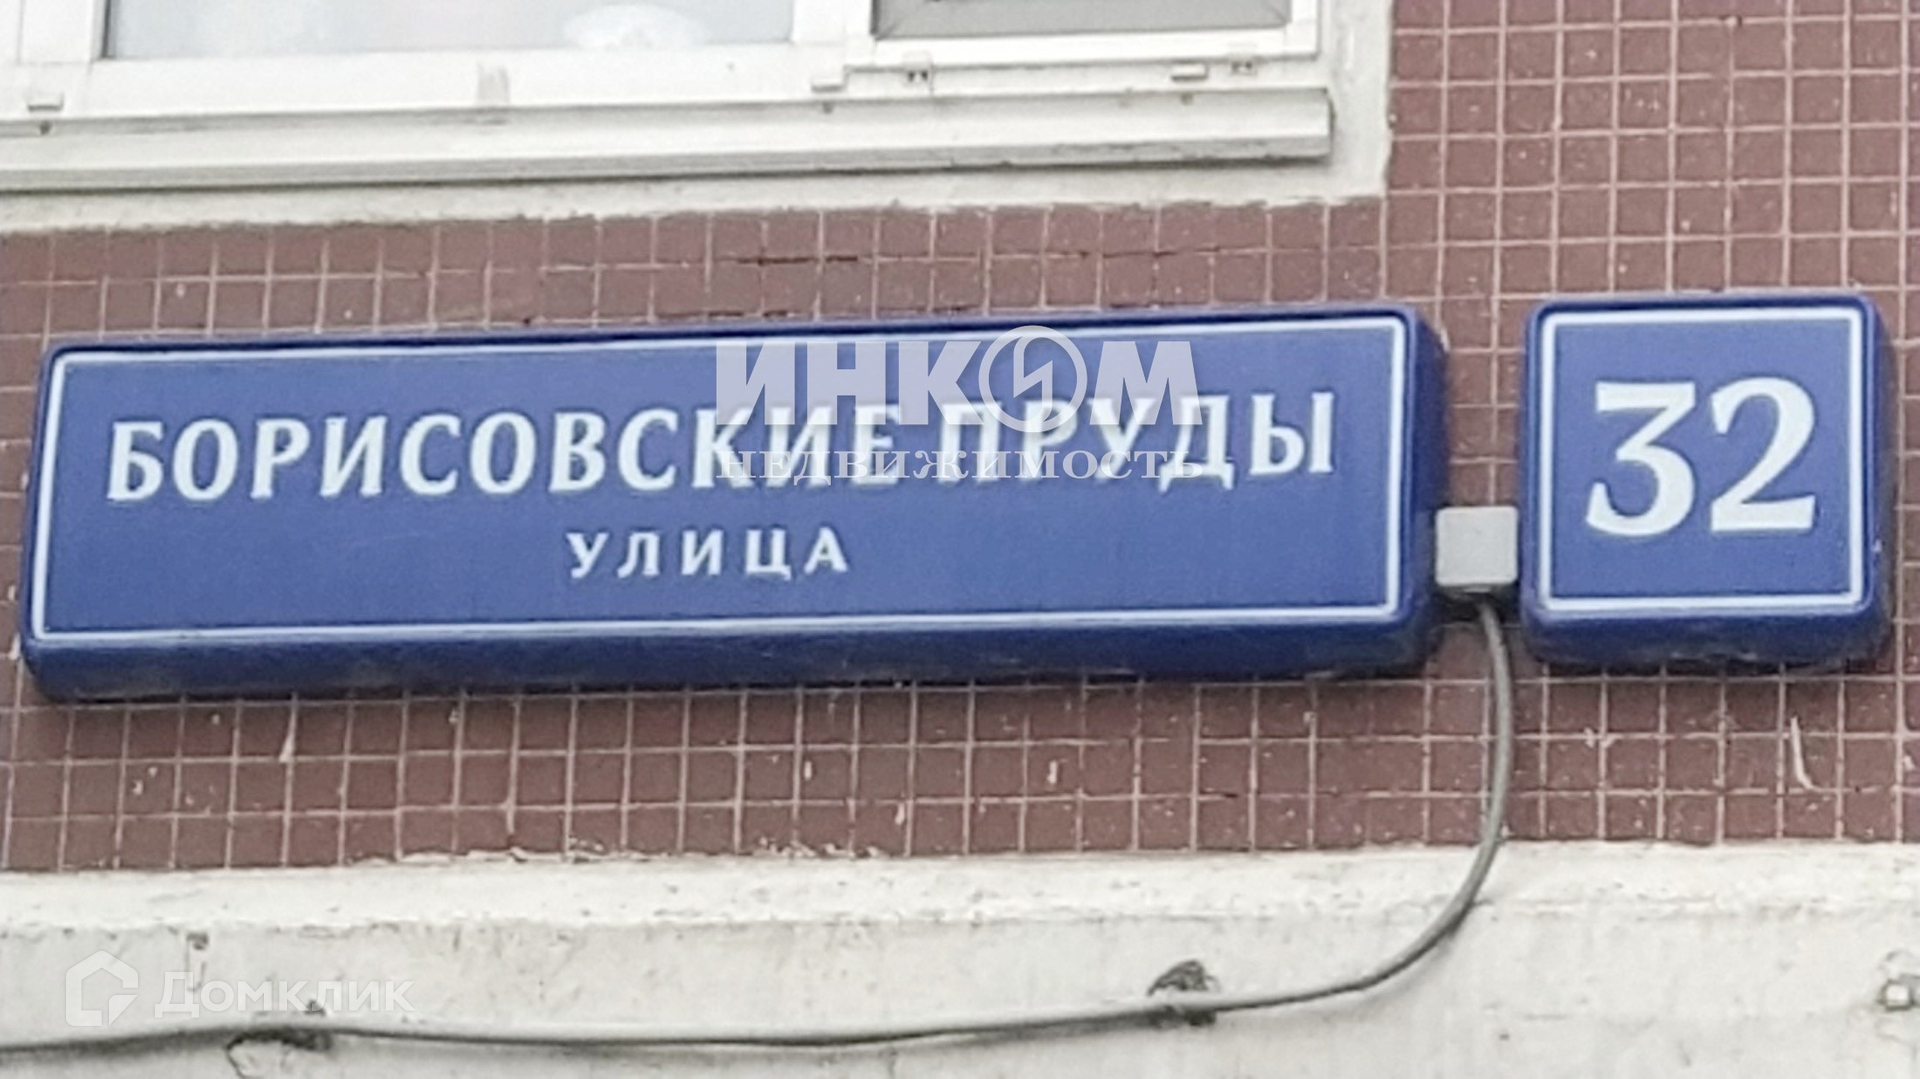 ИНКОМ
НЕДВИЖИМОСТЬ
БОРИСОВСКИЕ ПРУДЫ
УЛИЦА
32
Домклик